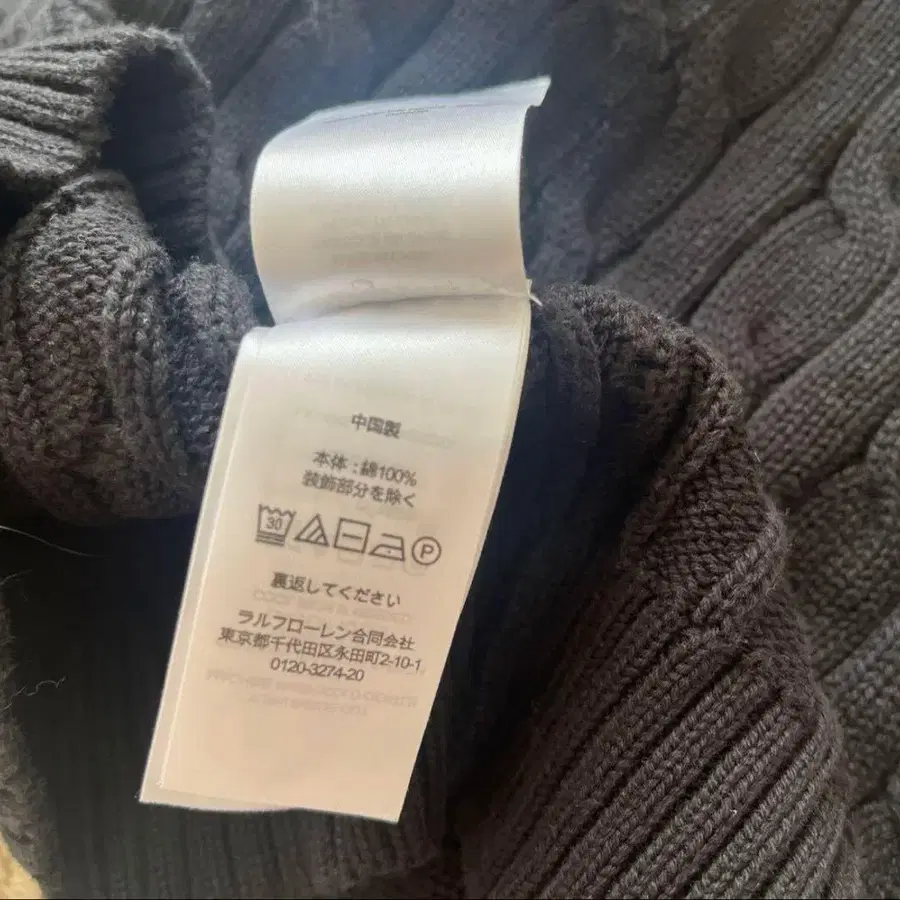 中国製
本体:綿100%
装飾部分を除く
30 P
裏返してください
ラルフローレン合同会社
東京都千代田区永田町2-10-1
0120-3274-20